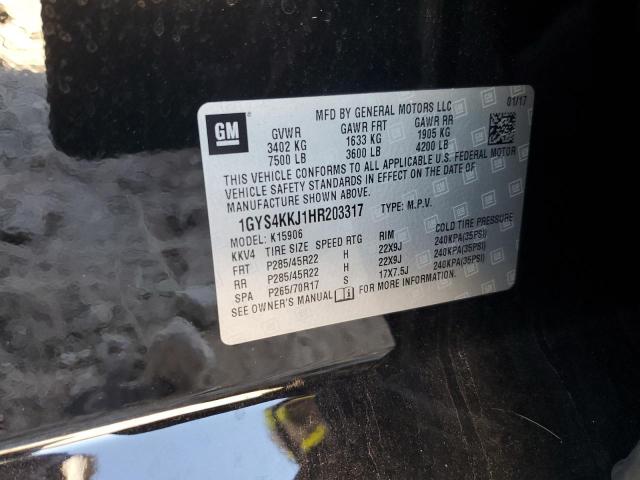 GM
MFD BY GENERAL MOTORS LLC 01/17
GVWR GAWR FRT GAWR RR
3402 KG 1633 KG 1905 KG
7500 LB 3600 LB 4200 LB
THIS VEHICLE CONFORMS TO ALL APPLICABLE U.S. FEDERAL MOTOR
VEHICLE SAFETY STANDARDS IN EFFECT ON THE DATE OF
MANUFACTURE SHOWN ABOVE.
1GYS4KKJ1HR203317 TYPE: M.P.V.
MODEL: K15906
KKV4 TIRE SIZE SPEED RTG RIM COLD TIRE PRESSURE
FRT P285/45R22 H 22X9J 240KPA(35PSI)
RR P285/45R22 H 22X9J 240KPA(35PSI)
SPA P265/70R17 S 17X7.5J 240KPA(35PSI)
SEE OWNER'S MANUAL FOR MORE INFORMATION.